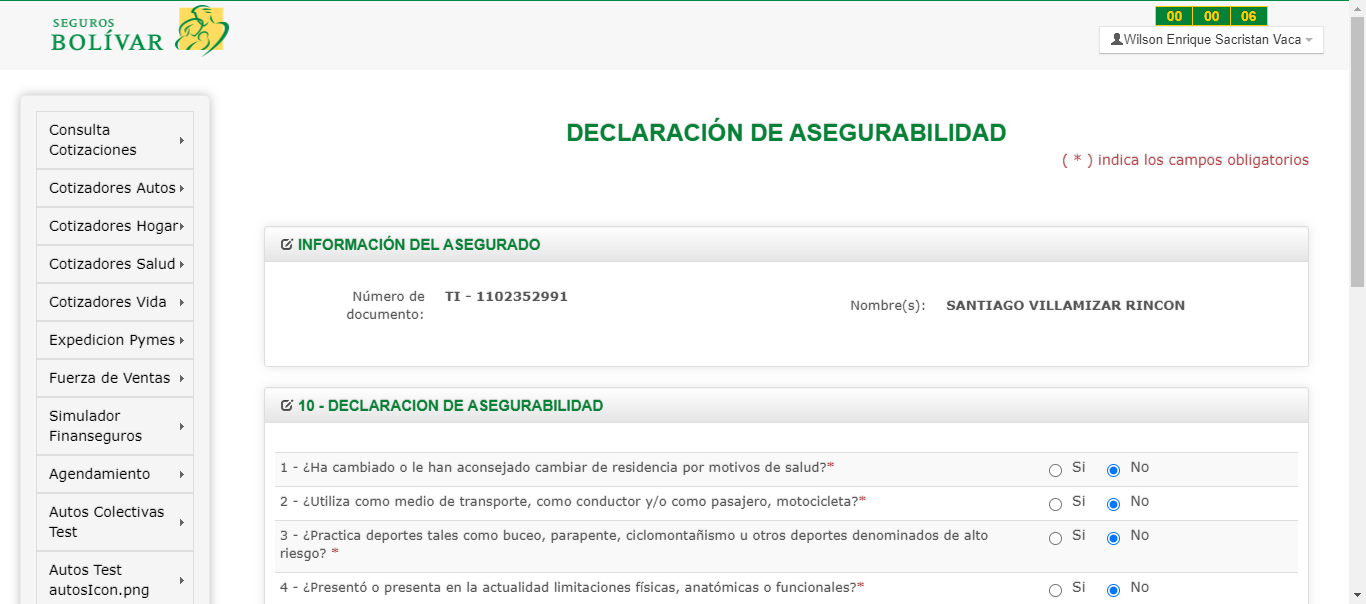 SEGUROS
BOLÍVAR
00 00 06
Wilson Enrique Sacristan Vaca
Consulta
Cotizaciones
Cotizadores Autos
Cotizadores Hogar
Cotizadores Salud
Cotizadores Vida
Expedicion Pymes
Fuerza de Ventas
Simulador
Finanseguros
Agendamiento
Autos Colectivas
Test
Autos Test
autosIcon.png
DECLARACIÓN DE ASEGURABILIDAD
( * ) indica los campos obligatorios
INFORMACIÓN DEL ASEGURADO
Número de
documento:
TI - 1102352991
Nombre(s): SANTIAGO VILLAMIZAR RINCON
10 - DECLARACION DE ASEGURABILIDAD
1 - ¿Ha cambiado o le han aconsejado cambiar de residencia por motivos de salud?* Si No
2 - ¿Utiliza como medio de transporte, como conductor y/o como pasajero, motocicleta?* Si No
3 - ¿Practica deportes tales como buceo, parapente, ciclomontañismo u otros deportes denominados de alto
riesgo? * Si No
4 - ¿Presentó o presenta en la actualidad limitaciones físicas, anatómicas o funcionales?* Si No